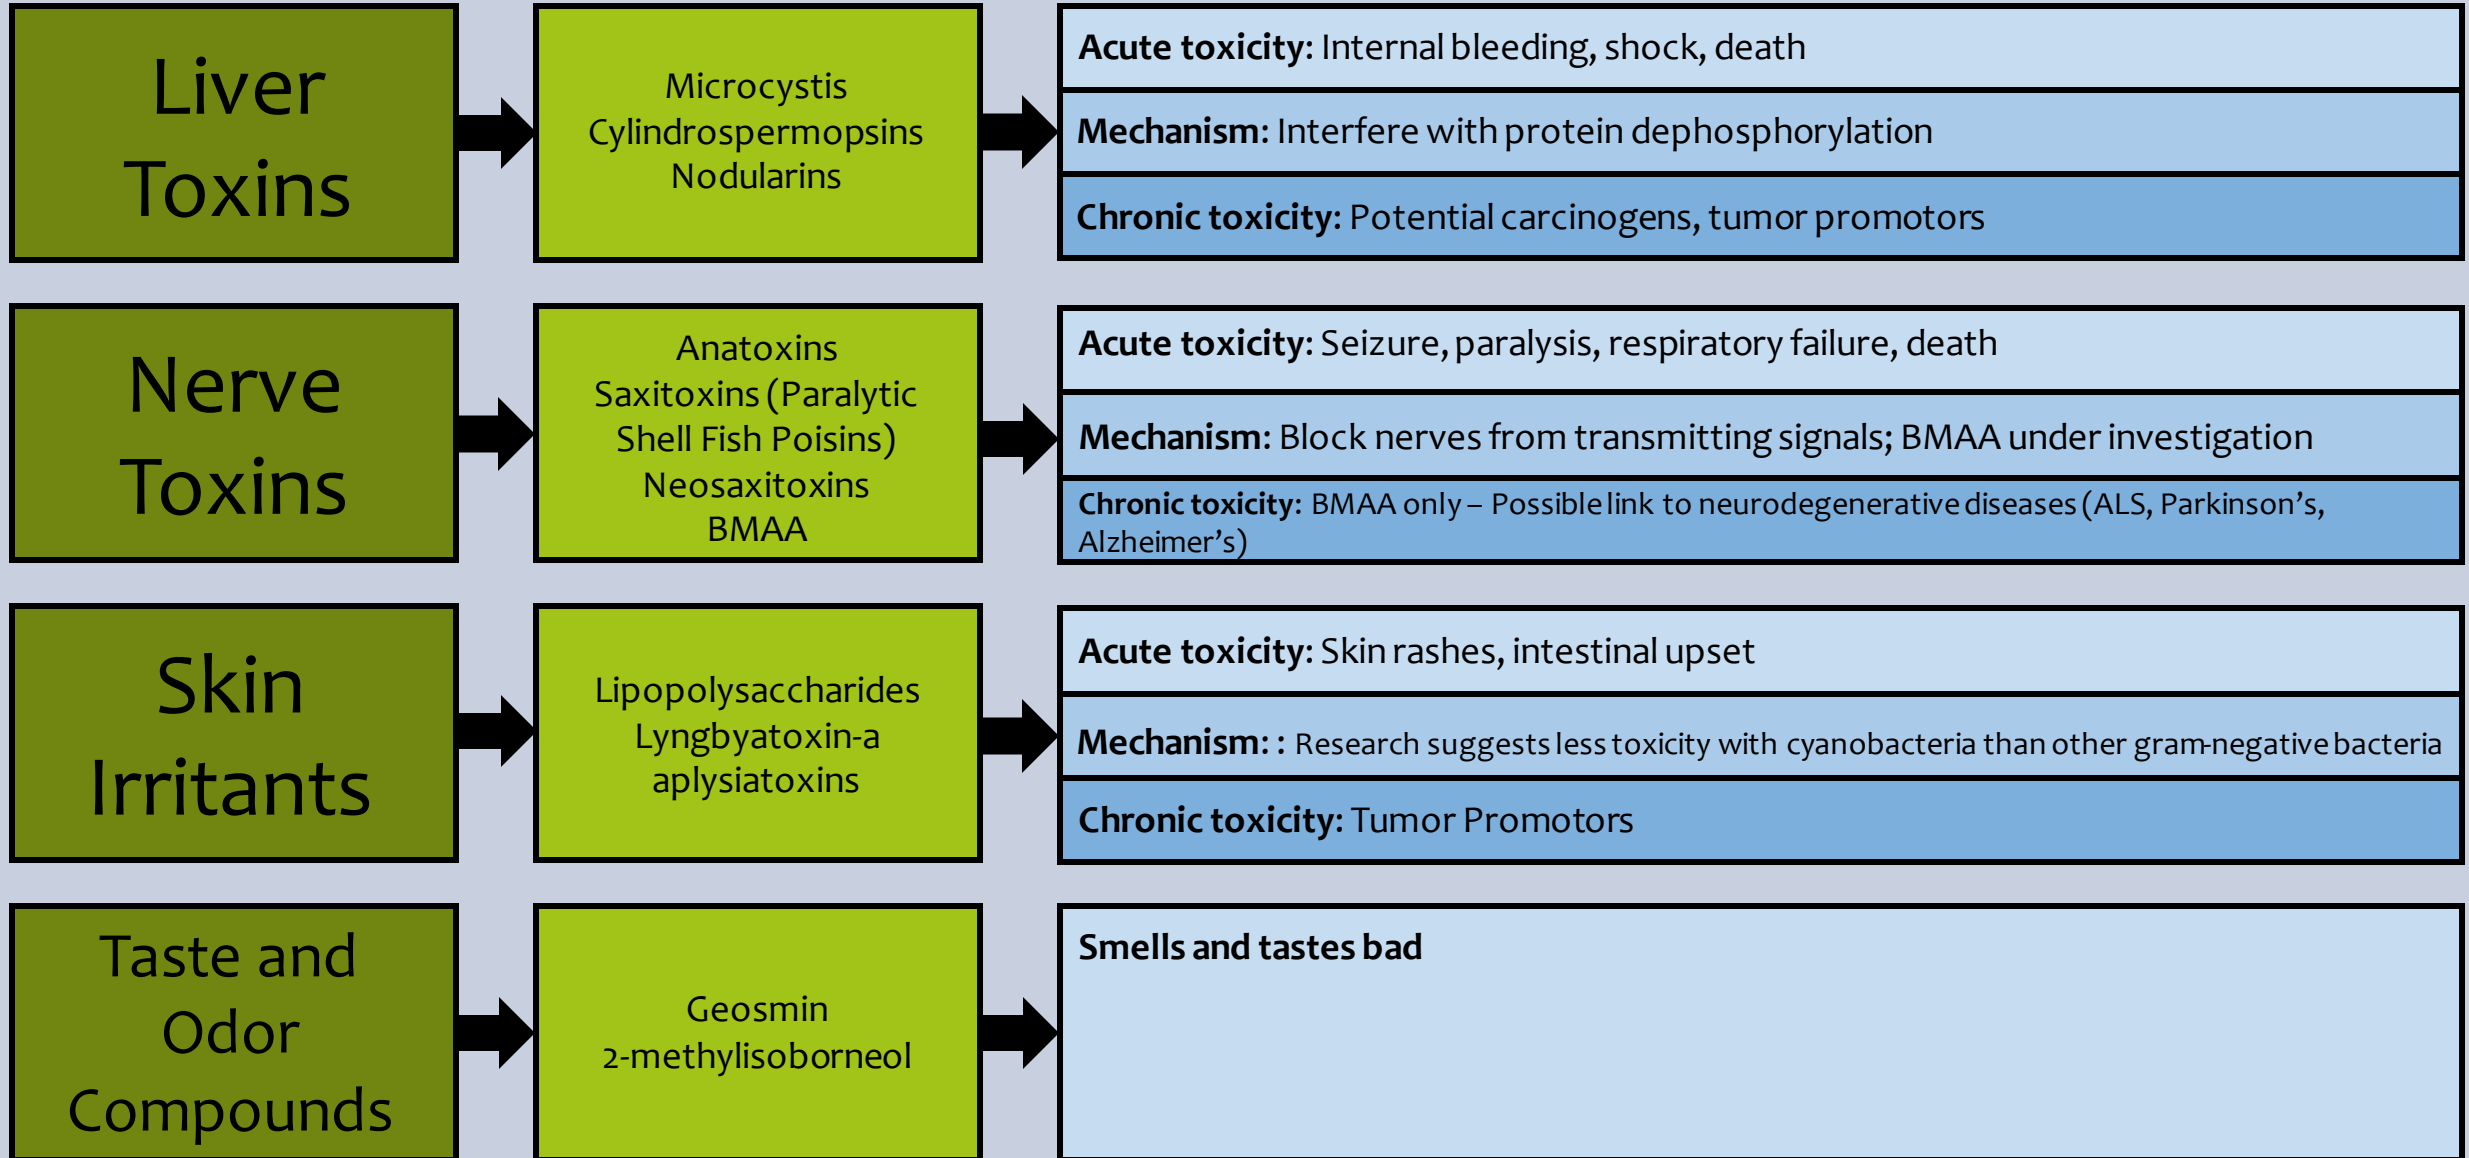 Liver
Toxins
Microcystis
Cylindrospermopsins
Nodularins
Acute toxicity: Internal bleeding, shock, death
Mechanism: Interfere with protein dephosphorylation
Chronic toxicity: Potential carcinogens, tumor promotors
Nerve
Toxins
Anatoxins
Saxitoxins (Paralytic
Shell Fish Poisins)
Neosaxitoxins
BMAA
Acute toxicity: Seizure, paralysis, respiratory failure, death
Mechanism: Block nerves from transmitting signals; BMAA under investigation
Chronic toxicity: BMAA only – Possible link to neurodegenerative diseases (ALS, Parkinson’s,
Alzheimer’s)
Skin
Irritants
Lipopolysaccharides
Lyngbyatoxin-a
aplysiatoxins
Acute toxicity: Skin rashes, intestinal upset
Mechanism: : Research suggests less toxicity with cyanobacteria than other gram-negative bacteria
Chronic toxicity: Tumor Promotors
Taste and
Odor
Compounds
Geosmin
2-methylisoborneol
Smells and tastes bad